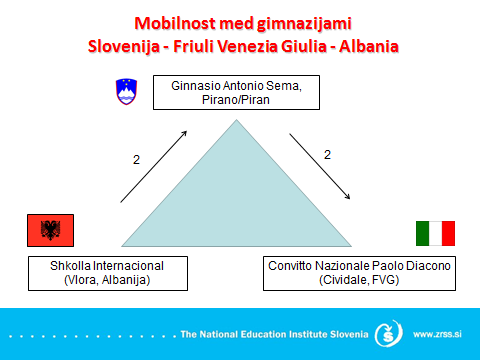 Mobilnost med gimnazijami
Slovenija - Friuli Venezia Giulia - Albania
Ginnasio Antonio Sema,
Pirano/Piran
2
2
Shkolla Internacional
(Vlora, Albanija)
Convitto Nazionale Paolo Diacono
(Cividale, FVG)
The National Education Institute Slovenia
www.zrss.si